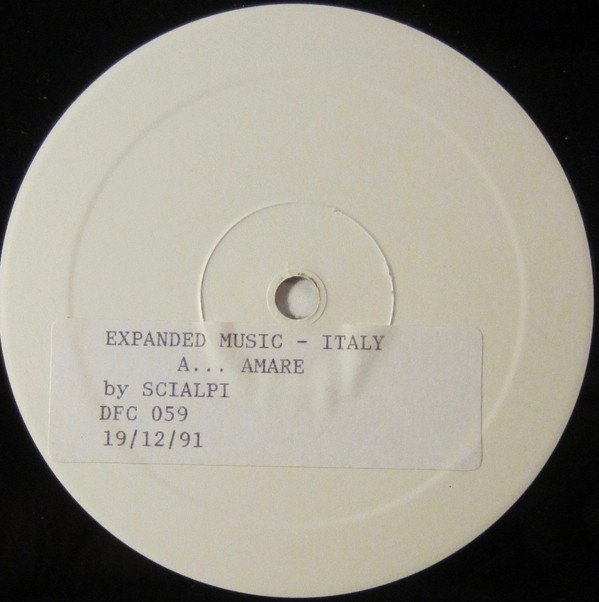 EXPANDED MUSIC - ITALY
A... AMARE
by SCIALPI
DFC 059
19/12/91